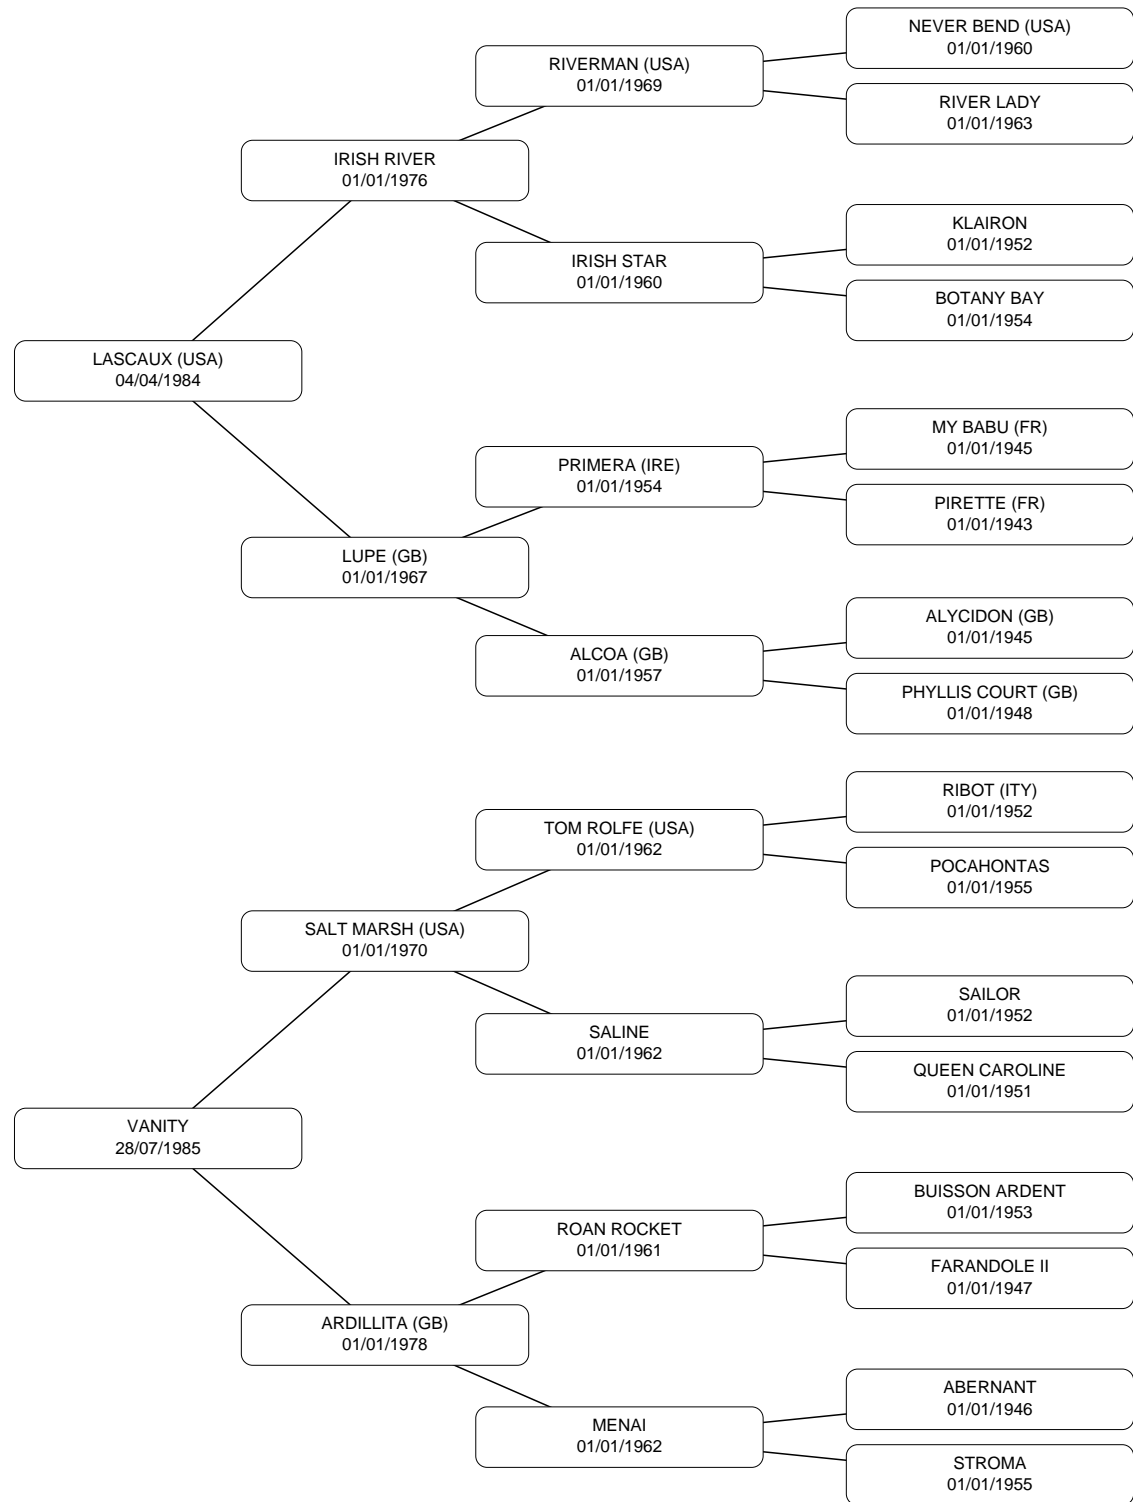 NEVER BEND (USA)
01/01/1960
RIVERMAN (USA)
01/01/1969
RIVER LADY
01/01/1963
IRISH RIVER
01/01/1976
KLAIRON
01/01/1952
IRISH STAR
01/01/1960
BOTANY BAY
01/01/1954
LASCAUX (USA)
04/04/1984
MY BABU (FR)
01/01/1945
PRIMERA (IRE)
01/01/1954
PIRETTE (FR)
01/01/1943
LUPE (GB)
01/01/1967
ALYCIDON (GB)
01/01/1945
ALCOA (GB)
01/01/1957
PHYLLIS COURT (GB)
01/01/1948
RIBOT (ITY)
01/01/1952
TOM ROLFE (USA)
01/01/1962
POCAHONTAS
01/01/1955
SALT MARSH (USA)
01/01/1970
SAILOR
01/01/1952
SALINE
01/01/1962
QUEEN CAROLINE
01/01/1951
VANITY
28/07/1985
BUISSON ARDENT
01/01/1953
ROAN ROCKET
01/01/1961
FARANDOLE II
01/01/1947
ARDILLITA (GB)
01/01/1978
ABERNANT
01/01/1946
MENAI
01/01/1962
STROMA
01/01/1955